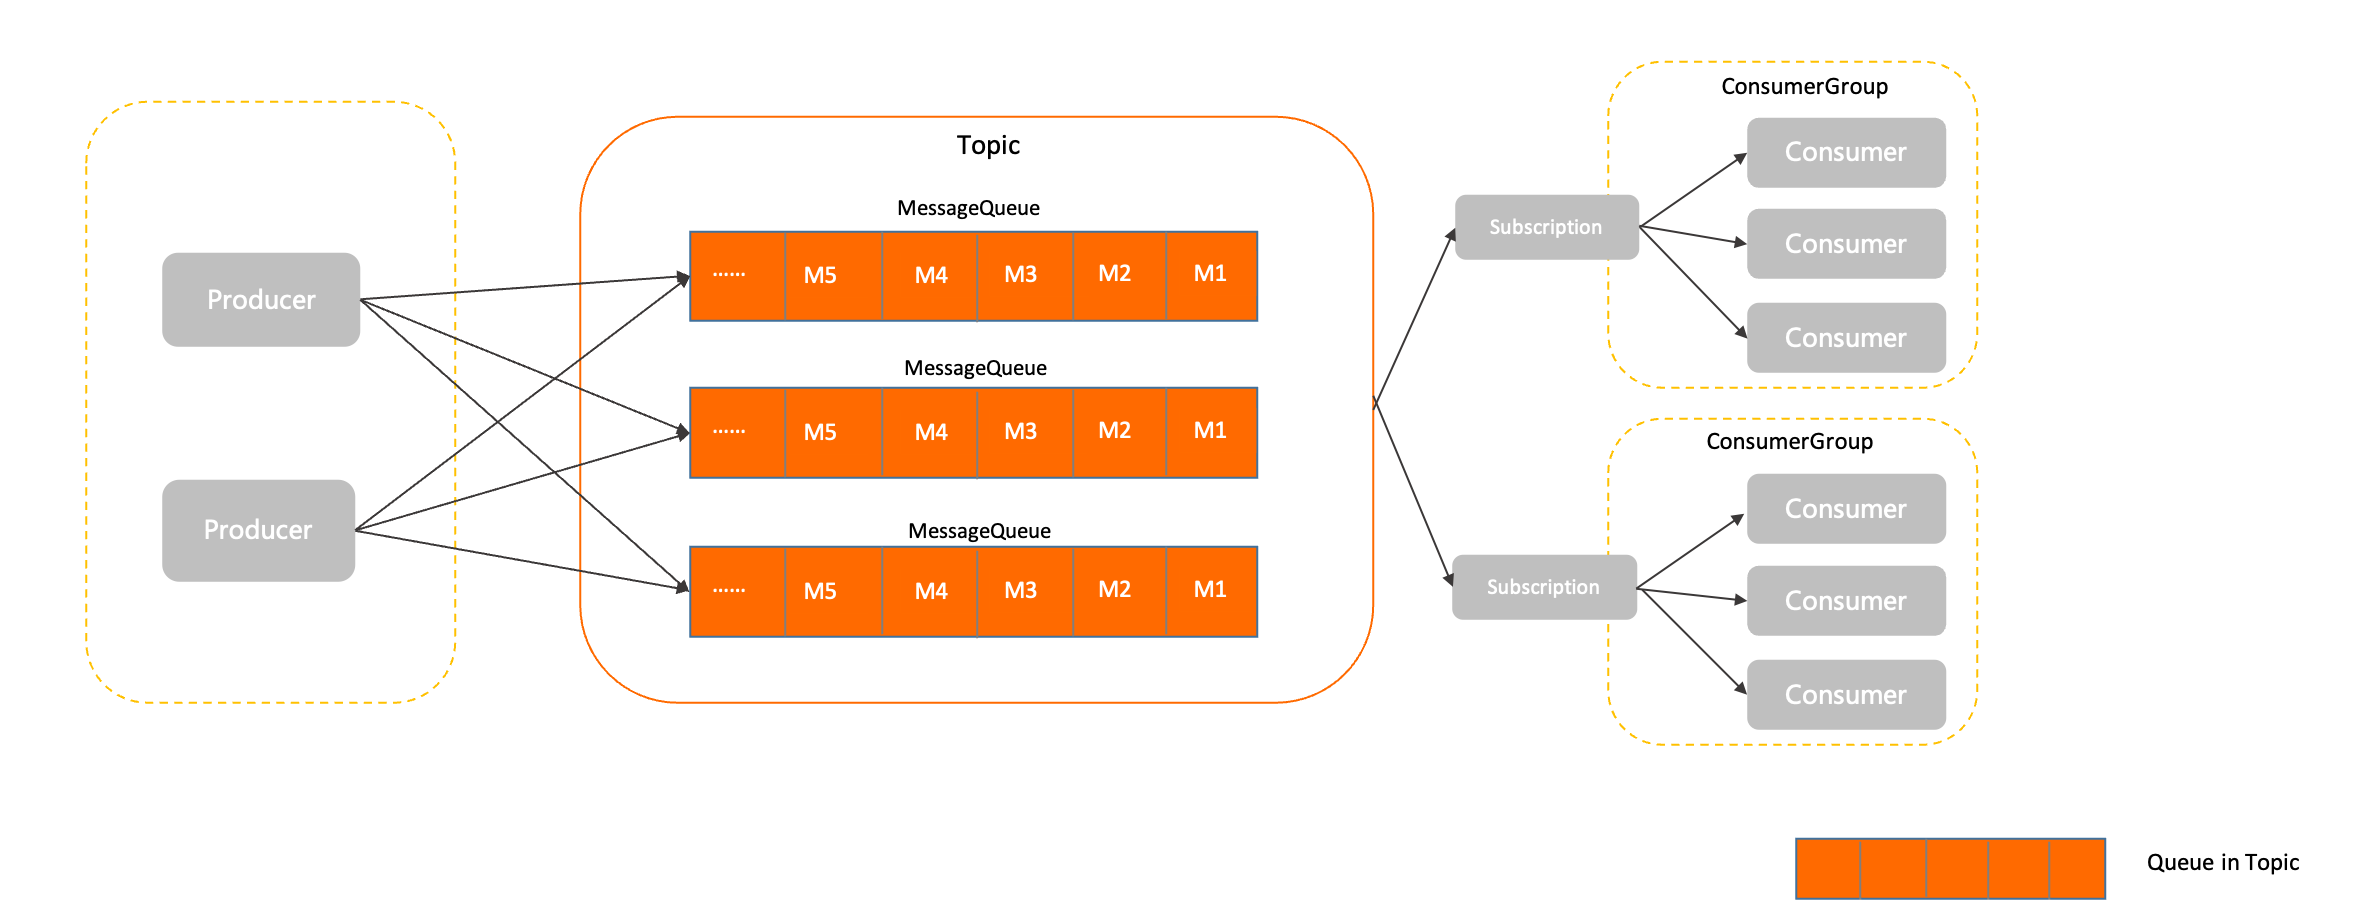 Producer
Producer
Topic
MessageQueue
...... M5 M4 M3 M2 M1
MessageQueue
...... M5 M4 M3 M2 M1
MessageQueue
...... M5 M4 M3 M2 M1
Subscription
ConsumerGroup
Consumer
Consumer
Consumer
Subscription
ConsumerGroup
Consumer
Consumer
Consumer
Queue in Topic